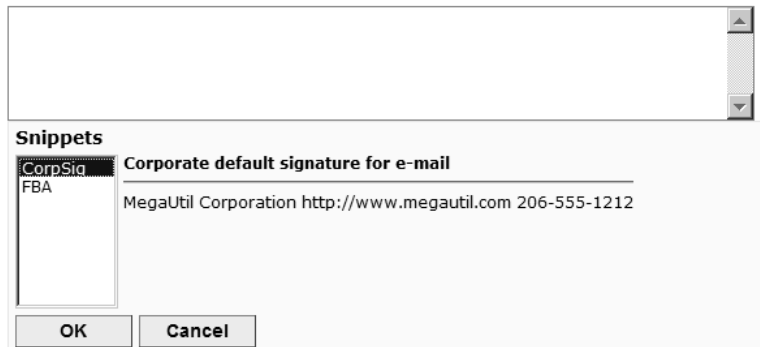 Snippets
CorpSig
Corporate default signature for e-mail
FBA
MegaUtil Corporation http://www.megautil.com 206-555-1212
OK
Cancel